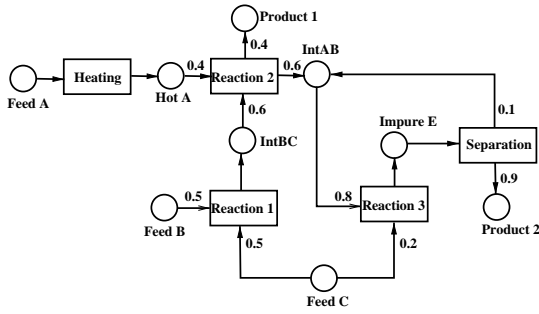 Product 1
0.4
IntAB
Heating
0.4
Reaction 2
0.6
Feed A
Hot A
0.6
0.1
Impure E
IntBC
Separation
0.5
Reaction 1
0.8
Reaction 3
0.9
Feed B
0.5
0.2
Product 2
Feed C